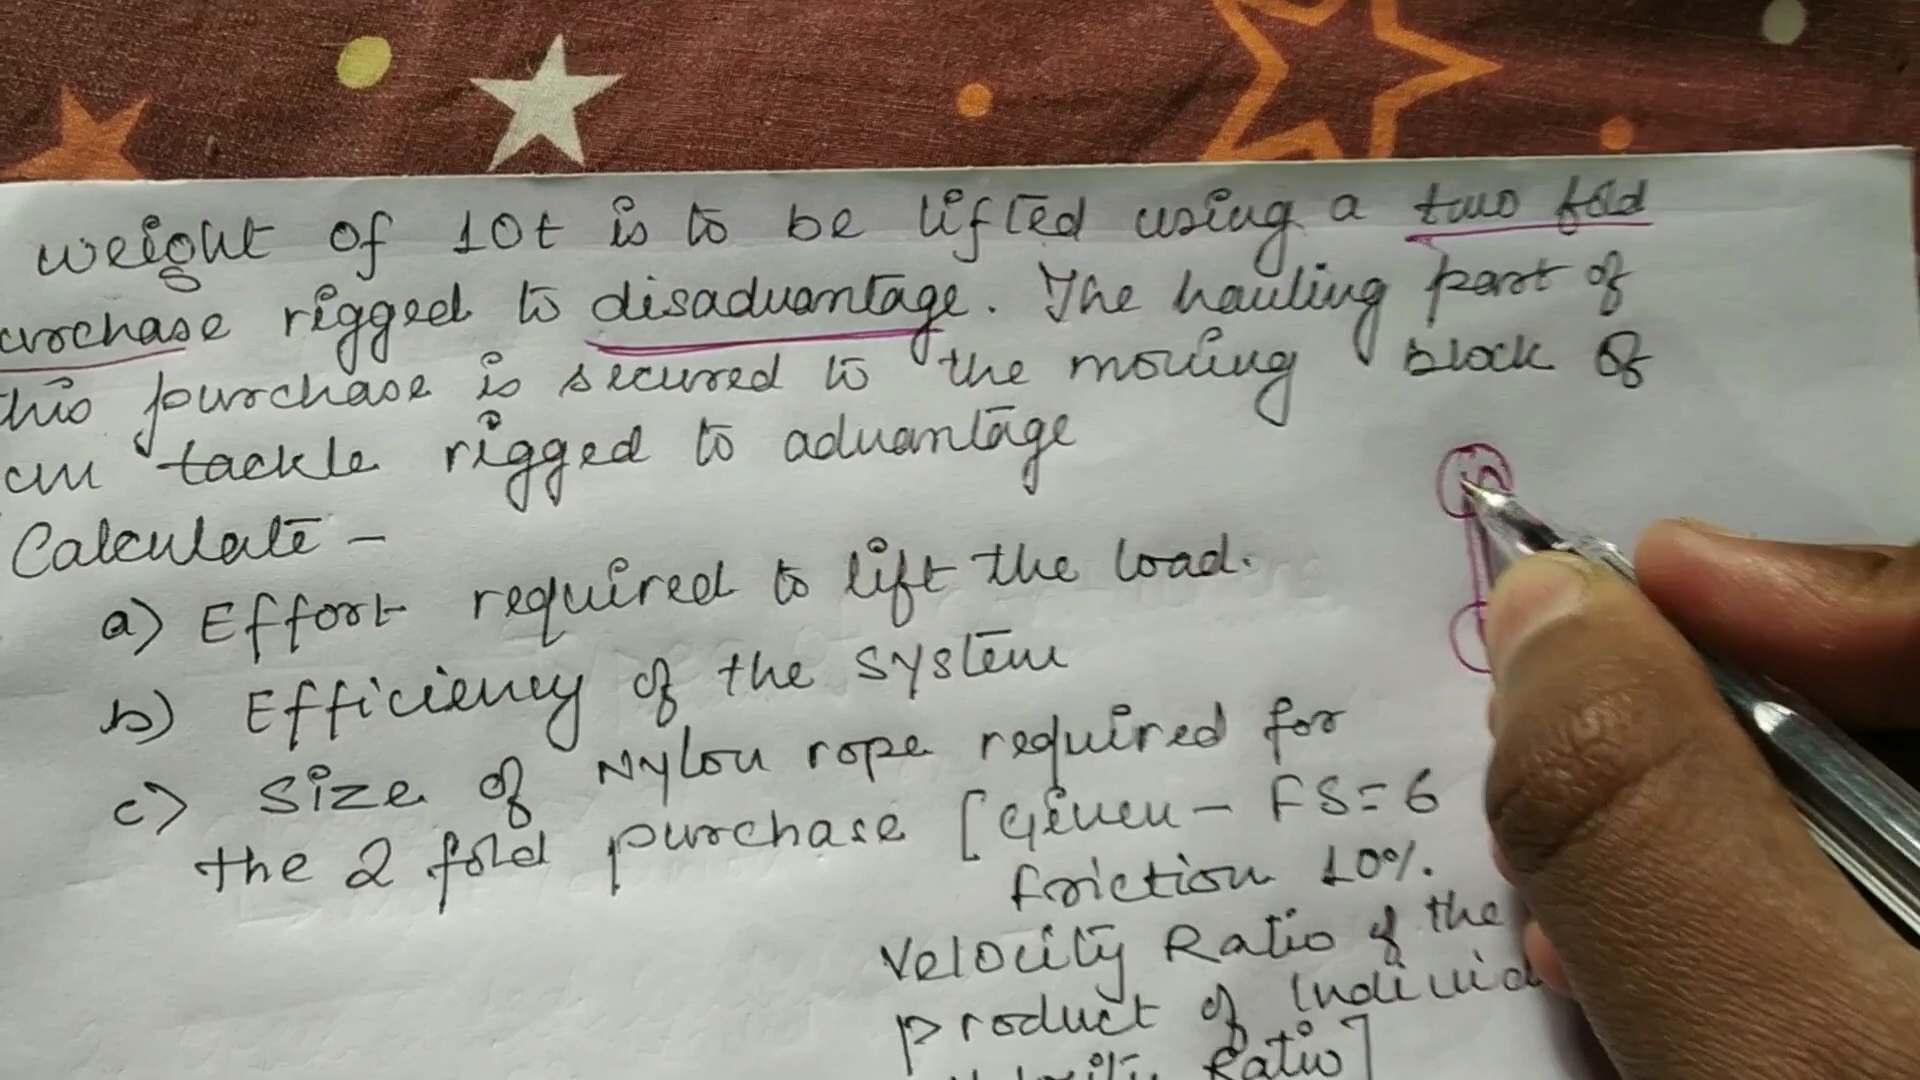 weight of 10t is to be lifted using a two fold
urchase rigged to disadvantage. The hauling part of
this purchase is secured to the moving block of
tackle rigged to advantage
Calculate -
a) Effort required to lift the load.
b) Efficiency of the system
c) Size of Nylon rope required for
the 2 fold purchase [Given - FS = 6
friction 10%.
Velocity Ratio of the
product of Individ
Ratio]